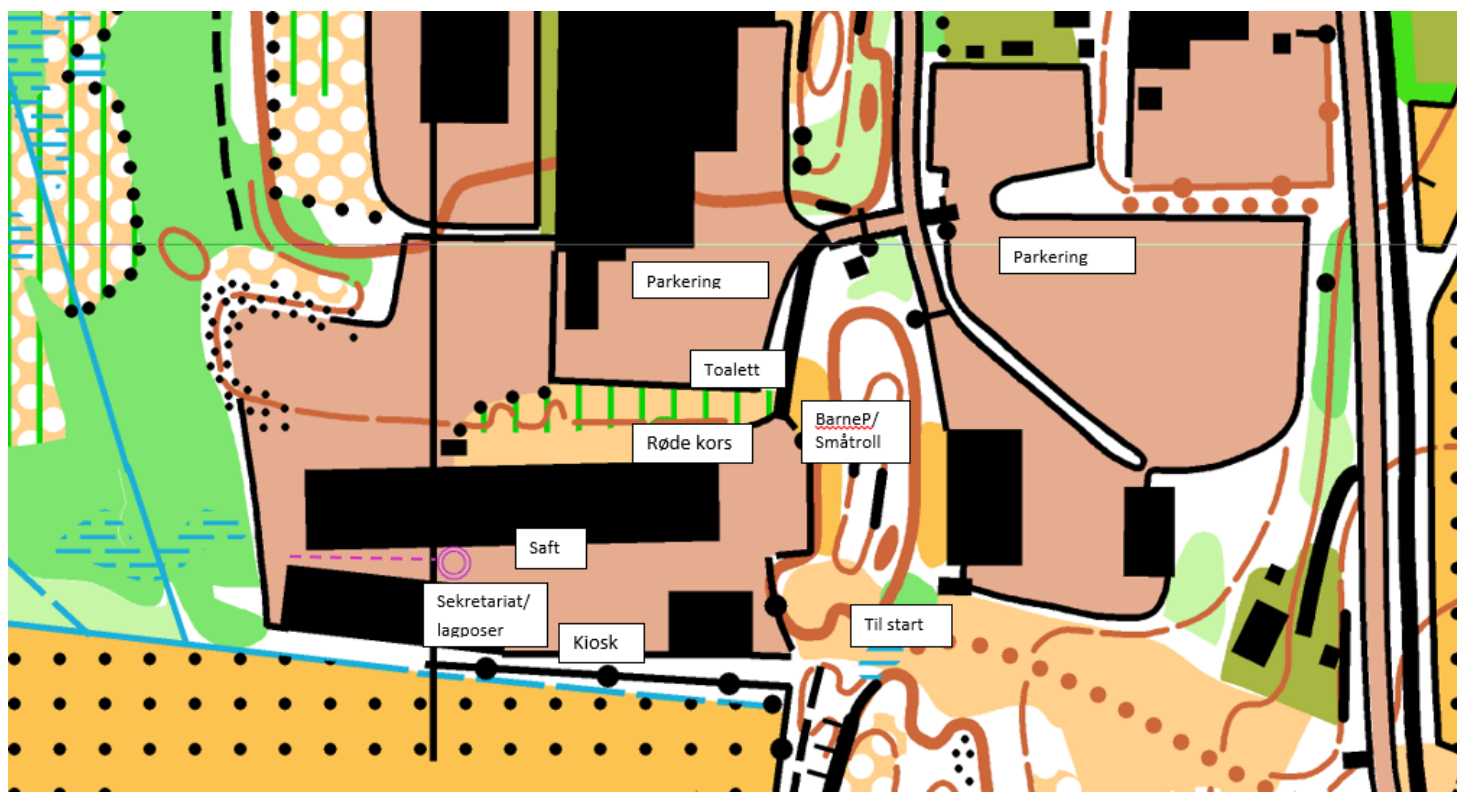 Parkering
Parkering
Toalett
BarneP/
Småtroll
Røde kors
Saft
Sekretariat/
lagposer
Til start
Kiosk